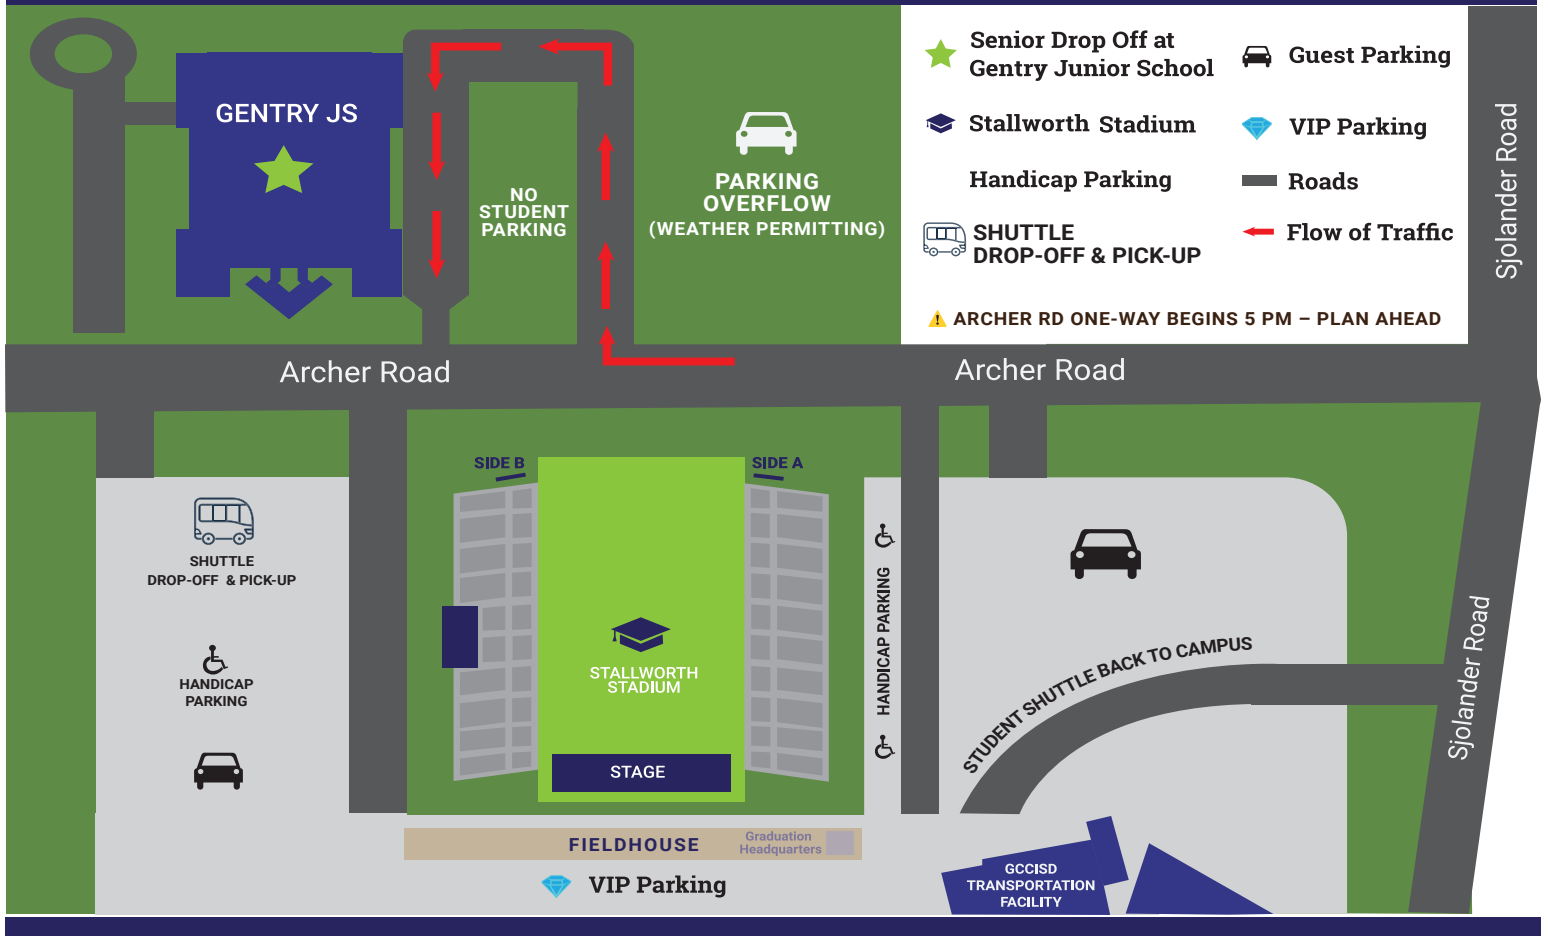 GENTRY JS
NO
STUDENT
PARKING
PARKING
OVERFLOW
(WEATHER PERMITTING)
Senior Drop Off at
Gentry Junior School
Guest Parking
Stallworth Stadium
VIP Parking
Handicap Parking
Roads
SHUTTLE
DROP-OFF & PICK-UP
Flow of Traffic
ARCHER RD ONE-WAY BEGINS 5 PM – PLAN AHEAD
Sjolander Road
Archer Road
Archer Road
SIDE B
SIDE A
SHUTTLE
DROP-OFF & PICK-UP
HANDICAP
PARKING
STALLWORTH
STADIUM
STAGE
HANDICAP PARKING
STUDENT SHUTTLE BACK TO CAMPUS
Sjolander Road
FIELDHOUSE
Graduation
Headquarters
VIP Parking
GCCISD
TRANSPORTATION
FACILITY